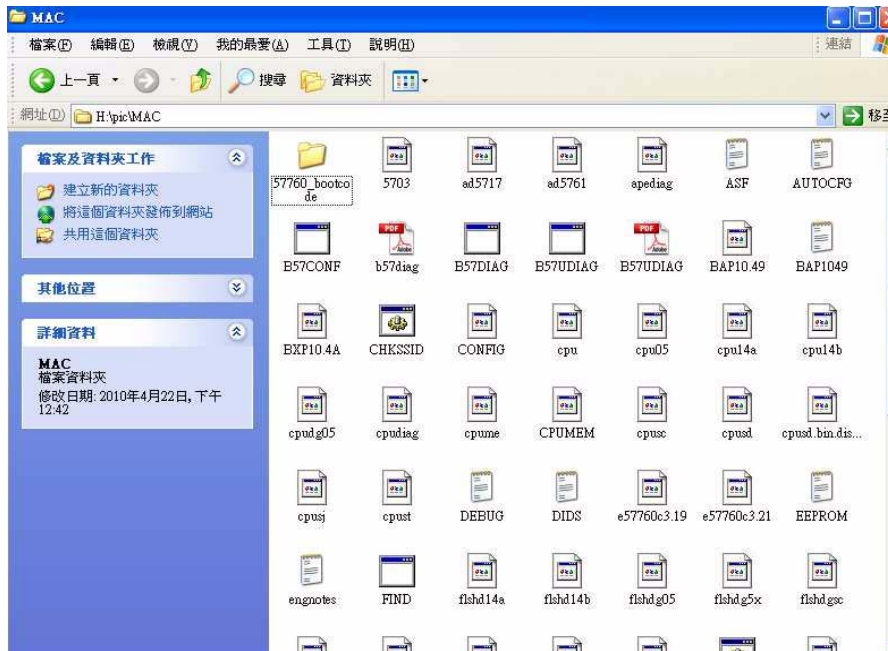 MAC
檔案(F) 編輯(E) 檢視(V) 我的最愛(A) 工具(T) 說明(H) 連結
上一頁 搜尋 資料夾
網址(D) H:\pic\MAC 移至
檔案及資料夾工作
建立新的資料夾
將這個資料夾發佈到網站
共用這個資料夾
其他位置
詳細資料
MAC
檔案資料夾
修改日期: 2010年4月22日, 下午
12:42
57760_bootco
de
5703 ad5717 ad5761 apediag ASF AUTOCFG
B57CONF b57diag B57DIAG B57UDIAG B57UDIAG BAP10.49 BAP1049
BXP10.4A CHKSSID CONFIG cpu cpu05 cpu14a cpu14b
cpudg05 cpudiag cpume CPUMEM cpusc cpusd cpusd.bin.dis...
cpusj cpust DEBUG DIDS e57760c3.19 e57760c3.21 EEPROM
engnotes FIND flshd14a flshd14b flshdg05 flshdg5x flshdgsc